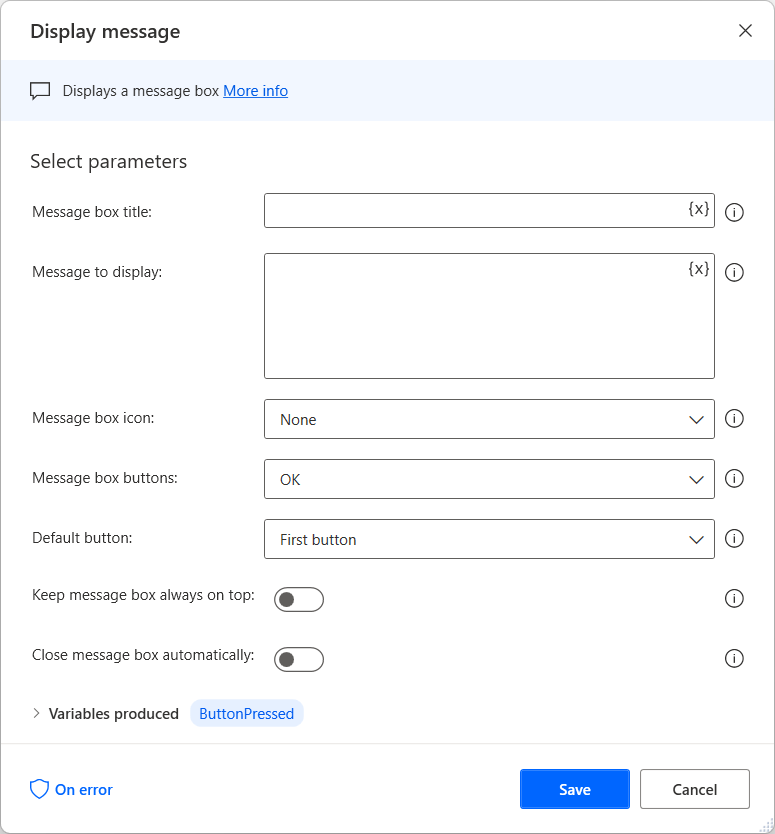 Display message
Displays a message box More info
Select parameters
Message box title:
{x}
Message to display:
{x}
Message box icon:
None
Message box buttons:
OK
Default button:
First button
Keep message box always on top:
Close message box automatically:
Variables produced ButtonPressed
On error
Save
Cancel